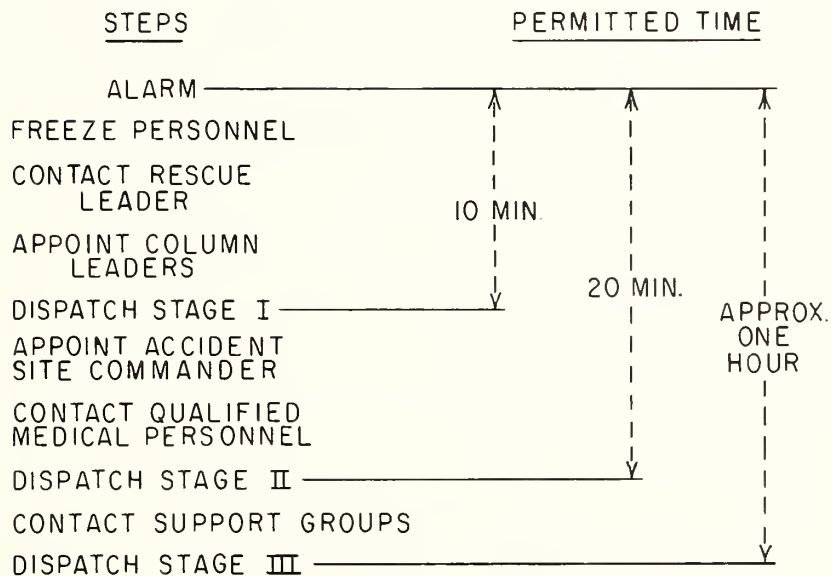 STEPS
PERMITTED TIME
ALARM
FREEZE PERSONNEL
CONTACT RESCUE
LEADER
APPOINT COLUMN
LEADERS
DISPATCH STAGE I
APPOINT ACCIDENT
SITE COMMANDER
CONTACT QUALIFIED
MEDICAL PERSONNEL
DISPATCH STAGE II
CONTACT SUPPORT GROUPS
DISPATCH STAGE III
10 MIN.
20 MIN.
APPROX.
ONE
HOUR